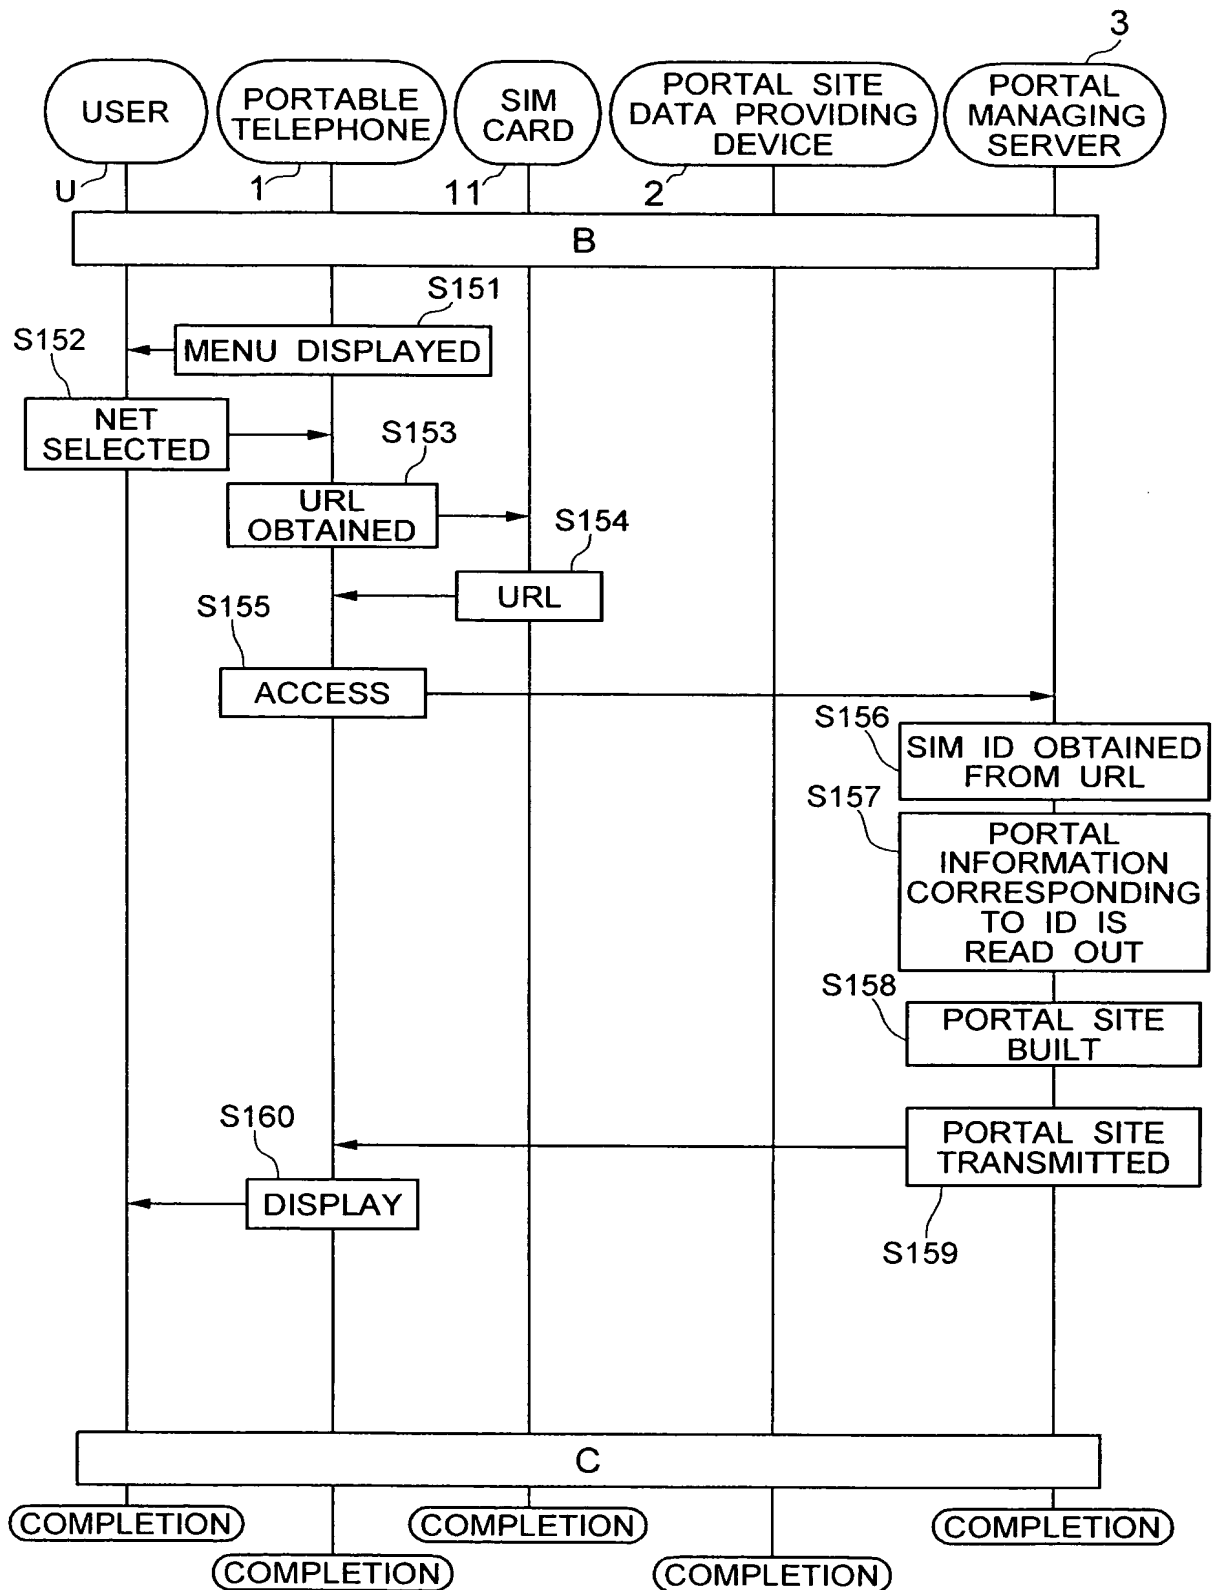 3
USER
PORTABLE
TELEPHONE
SIM
CARD
PORTAL SITE
DATA PROVIDING
DEVICE
PORTAL
MANAGING
SERVER
U
1
11
2
B
S151
MENU DISPLAYED
S152
NET
SELECTED
S153
URL
OBTAINED
S154
URL
S155
ACCESS
S156
SIM ID OBTAINED
FROM URL
S157
PORTAL
INFORMATION
CORRESPONDING
TO ID IS
READ OUT
S158
PORTAL SITE
BUILT
S160
DISPLAY
PORTAL SITE
TRANSMITTED
S159
C
COMPLETION
COMPLETION
COMPLETION
COMPLETION
COMPLETION